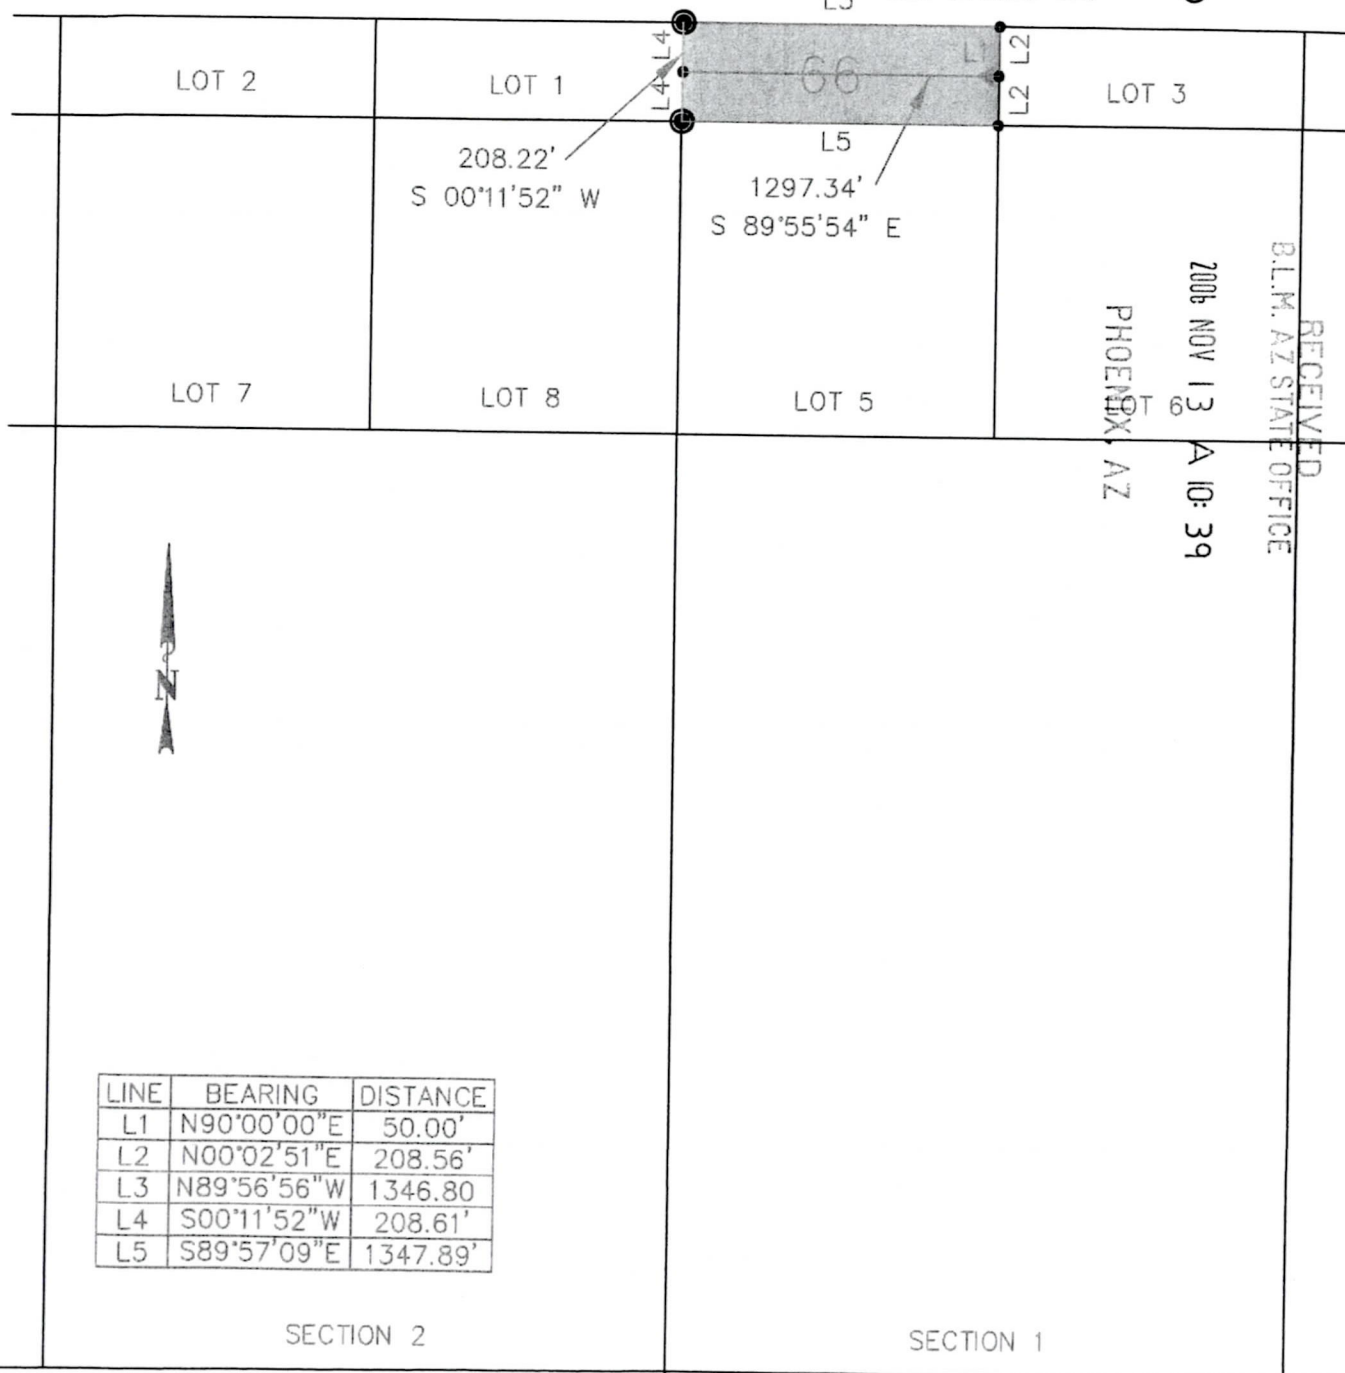 L3
LOT 2
LOT 1
L4
L4
66
L1
L2
L2
LOT 3
L5
208.22'
S 00°11'52" W
1297.34'
S 89°55'54" E
RECEIVED
B.L.M. AZ STATE OFFICE
2006 NOV 13 A 10: 39
PHOENIX, AZ
LOT 7
LOT 8
LOT 5
LOT 6
N
LINE BEARING DISTANCE
L1 N90°00'00"E 50.00'
L2 N00°02'51"E 208.56'
L3 N89°56'56"W 1346.80
L4 S00°11'52"W 208.61'
L5 S89°57'09"E 1347.89'
SECTION 2
SECTION 1